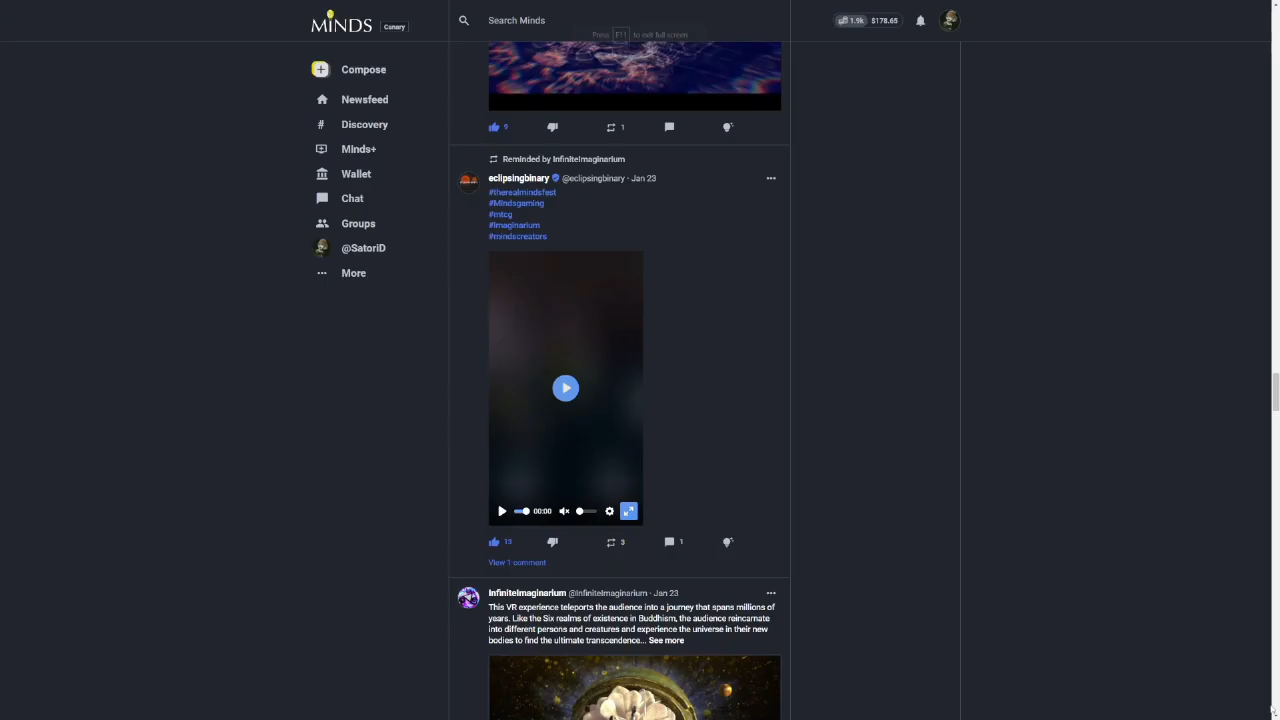 MINDS
Canary
Search Minds
1.9k $178.65
Press F11 to exit full screen
Compose
Newsfeed
# Discovery
Minds+
Wallet
Chat
Groups
@SatoriD
More
9
1
Reminded by InfiniteImaginarium
eclipsingbinary @eclipsingbinary · Jan 23
#therealmindsfest
#Mindsgaming
#mtcg
#Imaginarium
#mindscreators
00:00
13
3
1
View 1 comment
InfiniteImaginarium @InfiniteImaginarium · Jan 23
This VR experience teleports the audience into a journey that spans millions of
years. Like the Six realms of existence in Buddhism, the audience reincarnate
into different persons and creatures and experience the universe in their new
bodies to find the ultimate transcendence... See more